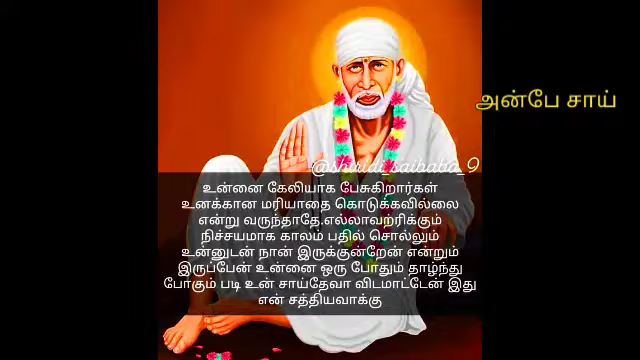 அன்பே சாய்
@shiridi_saibaba_9
உன்னை கேலியாக பேசுகிறார்கள்
உனக்கான மரியாதை கொடுக்கவில்லை
என்று வருந்தாதே.எல்லாவற்றிக்கும்
நிச்சயமாக காலம் பதில் சொல்லும்
உன்னுடன் நான் இருக்குன்றேன் என்றும்
இருப்பேன் உன்னை ஒரு போதும் தாழ்ந்து
போகும் படி உன் சாய்தேவா விடமாட்டேன் இது
என் சத்தியவாக்கு